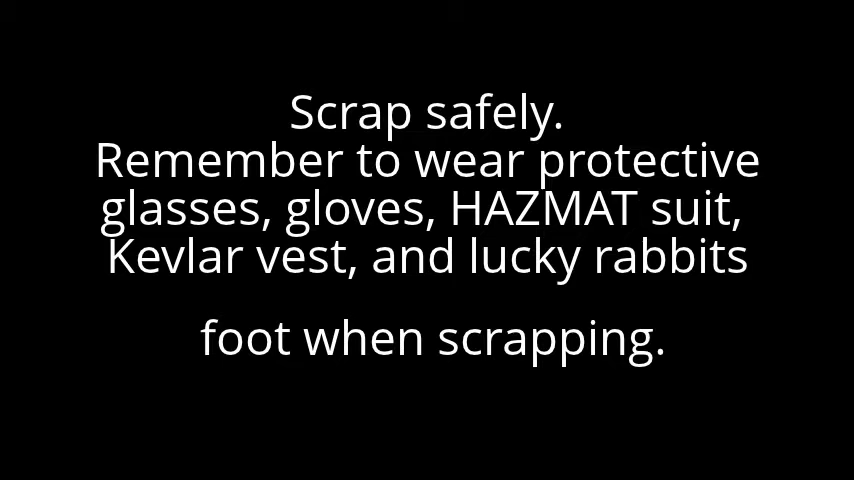 Scrap safely.
Remember to wear protective
glasses, gloves, HAZMAT suit,
Kevlar vest, and lucky rabbits
foot when scrapping.